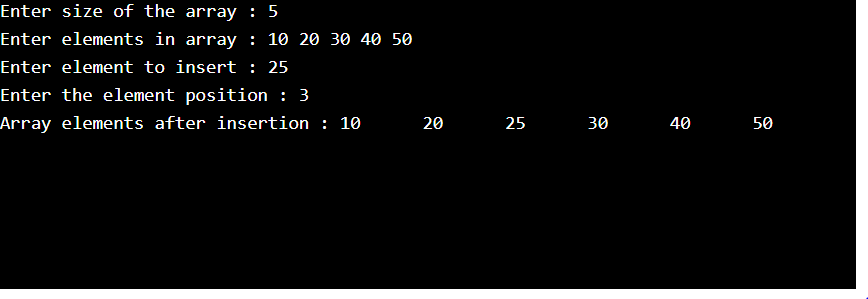 Enter size of the array : 5
Enter elements in array : 10 20 30 40 50
Enter element to insert : 25
Enter the element position : 3
Array elements after insertion : 10      20      25      30      40      50